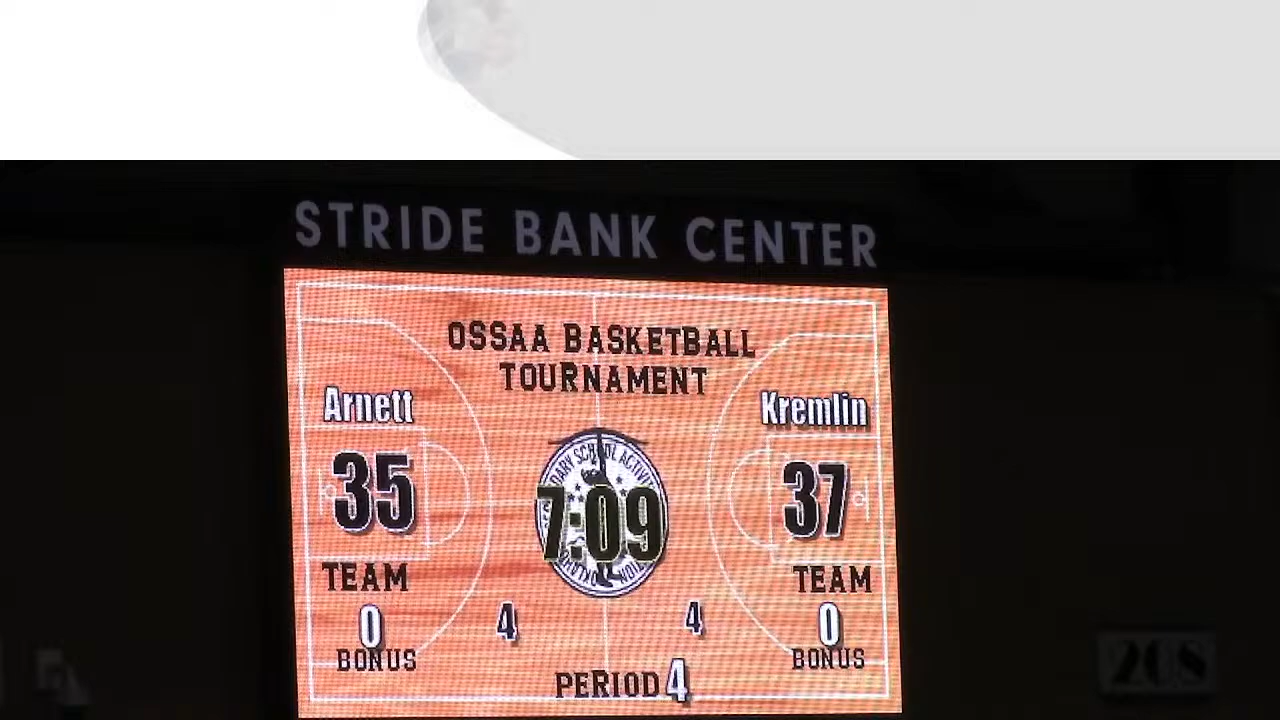 STRIDE BANK CENTER
OSSAA BASKETBALL
TOURNAMENT
Arnett
Kremlin
35
7:09
37
TEAM
TEAM
0
4
4
0
BONUS
BONUS
PERIOD 4
208